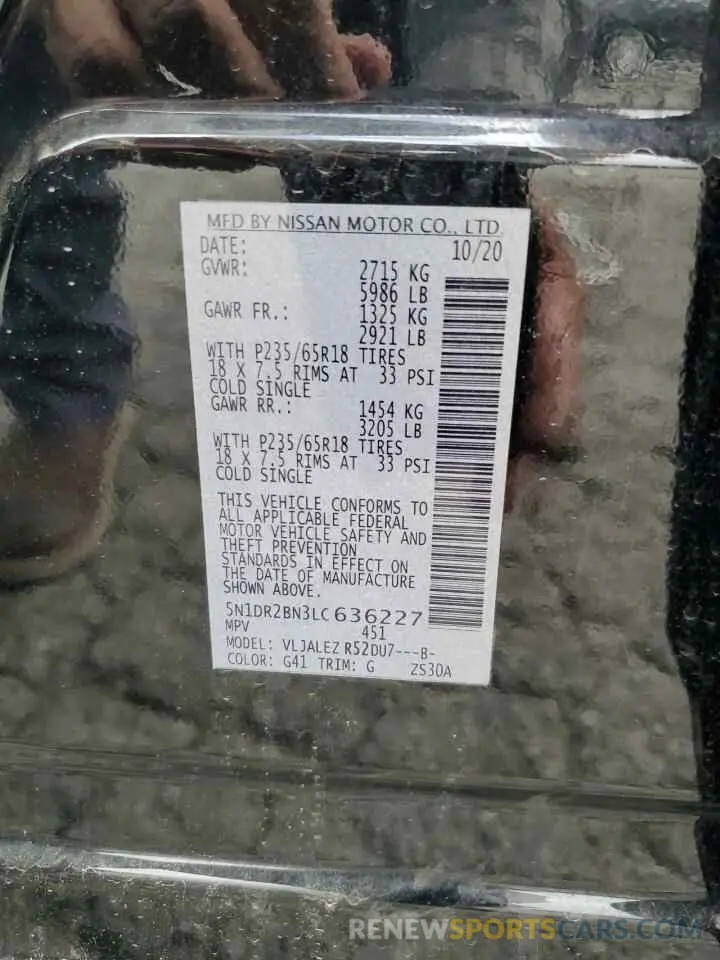 MFD BY NISSAN MOTOR CO., LTD
DATE: 10/20
GVWR: 2715 KG
5986 LB
GAWR FR.: 1325 KG
2921 LB
WITH P235/65R18 TIRES
18 X 7.5 RIMS AT 33 PSI
COLD SINGLE
GAWR RR.: 1454 KG
3205 LB
WITH P235/65R18 TIRES
18 X 7.5 RIMS AT 33 PSI
COLD SINGLE
THIS VEHICLE CONFORMS TO
ALL APPLICABLE FEDERAL
MOTOR VEHICLE SAFETY AND
THEFT PREVENTION
STANDARDS IN EFFECT ON
THE DATE OF MANUFACTURE
SHOWN ABOVE.
5N1DR2BN3LC636227
MPV 451
MODEL: VLJALEZ R52DU7---B-
COLOR: G41 TRIM: G ZS30A
RENEWSPORTSCARS.COM